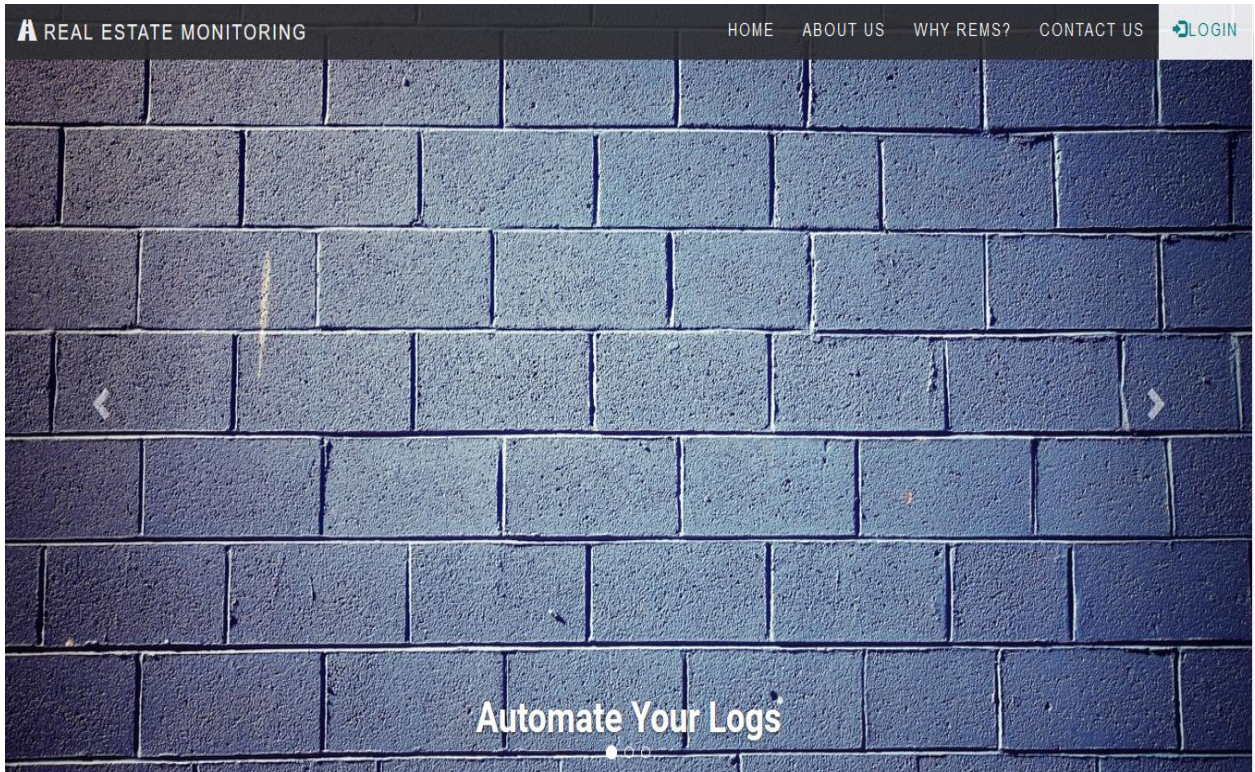 REAL ESTATE MONITORING
HOME ABOUT US WHY REMS? CONTACT US LOGIN
Automate Your Logs